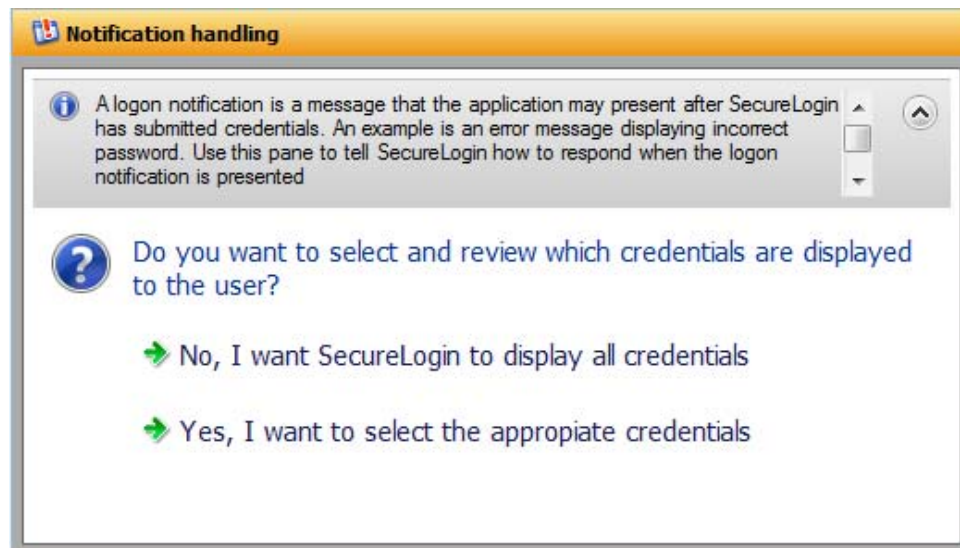 Notification handling
A logon notification is a message that the application may present after SecureLogin
has submitted credentials. An example is an error message displaying incorrect
password. Use this pane to tell SecureLogin how to respond when the logon
notification is presented
Do you want to select and review which credentials are displayed
to the user?
No, I want SecureLogin to display all credentials
Yes, I want to select the appropiate credentials